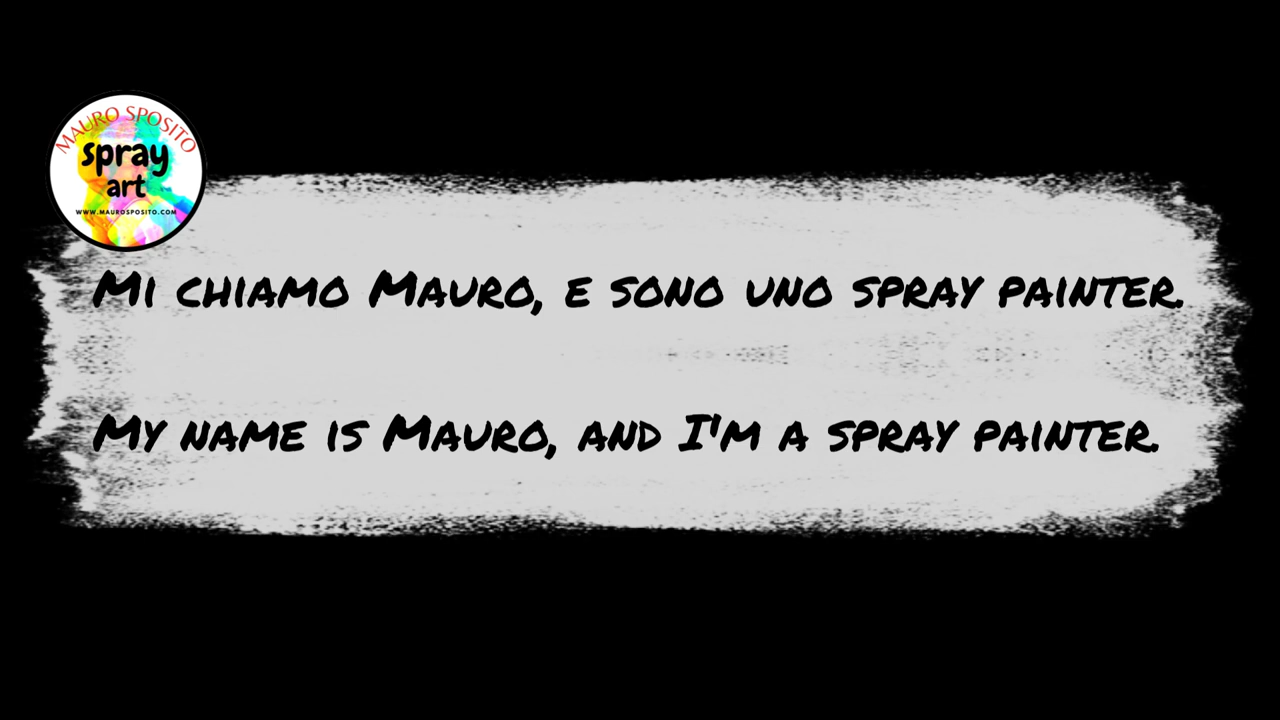 MAURO SPOSITO
spray
art
WWW.MAUROSPOSITO.COM
Mi chiamo Mauro, e sono uno spray painter.
My name is Mauro, and I'm a spray painter.